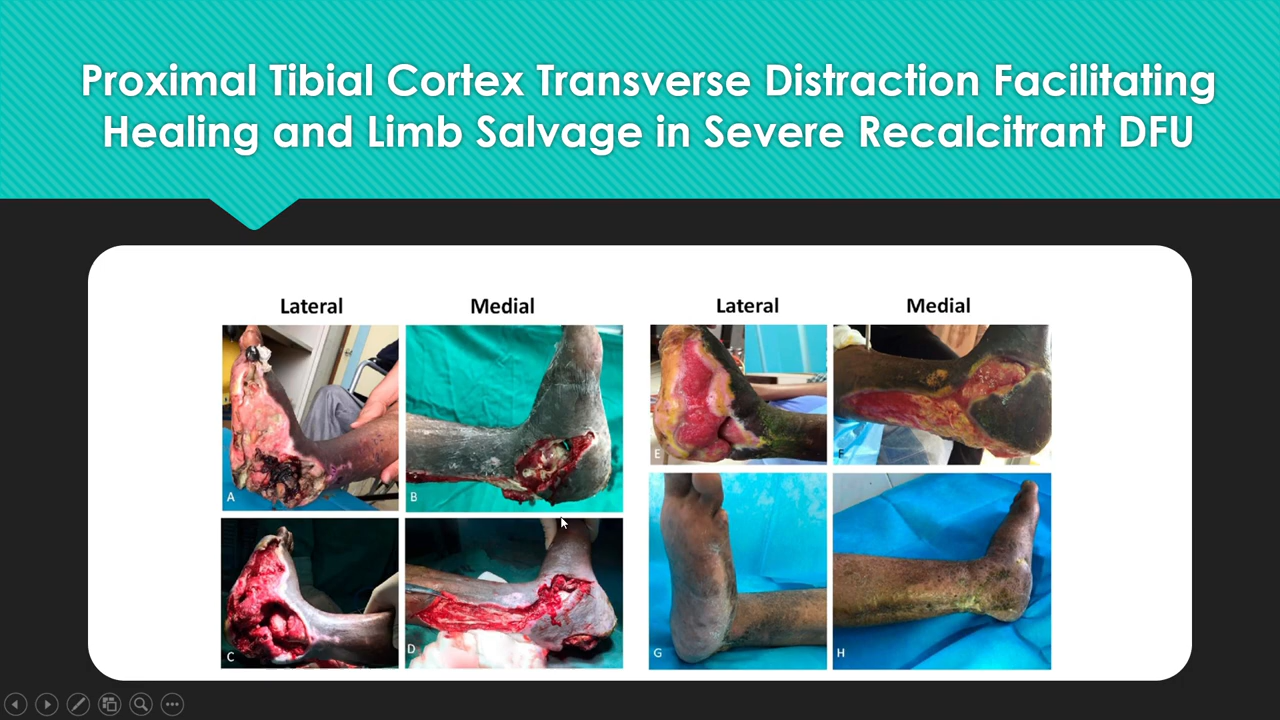 Proximal Tibial Cortex Transverse Distraction Facilitating
Healing and Limb Salvage in Severe Recalcitrant DFU
Lateral Medial Lateral Medial
A B E F
C D G H